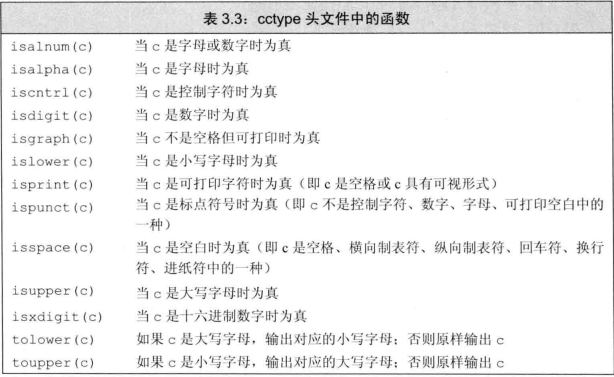 表 3.3：cctype 头文件中的函数
isalnum(c) 当 c 是字母或数字时为真
isalpha(c) 当 c 是字母时为真
iscntrl(c) 当 c 是控制字符时为真
isdigit(c) 当 c 是数字时为真
isgraph(c) 当 c 不是空格但可打印时为真
islower(c) 当 c 是小写字母时为真
isprint(c) 当 c 是可打印字符时为真（即 c 是空格或 c 具有可视形式）
ispunct(c) 当 c 是标点符号时为真（即 c 不是控制字符、数字、字母、可打印空白中的
一种）
isspace(c) 当 c 是空白时为真（即 c 是空格、横向制表符、纵向制表符、回车符、换行
符、进纸符中的一种）
isupper(c) 当 c 是大写字母时为真
isxdigit(c) 当 c 是十六进制数字时为真
tolower(c) 如果 c 是大写字母，输出对应的小写字母；否则原样输出 c
toupper(c) 如果 c 是小写字母，输出对应的大写字母；否则原样输出 c